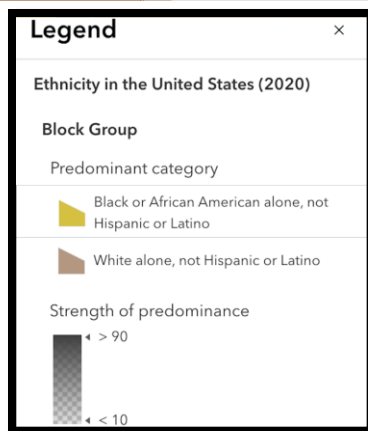 Legend ×
Ethnicity in the United States (2020)
Block Group
Predominant category
Black or African American alone, not
Hispanic or Latino
White alone, not Hispanic or Latino
Strength of predominance
> 90
< 10